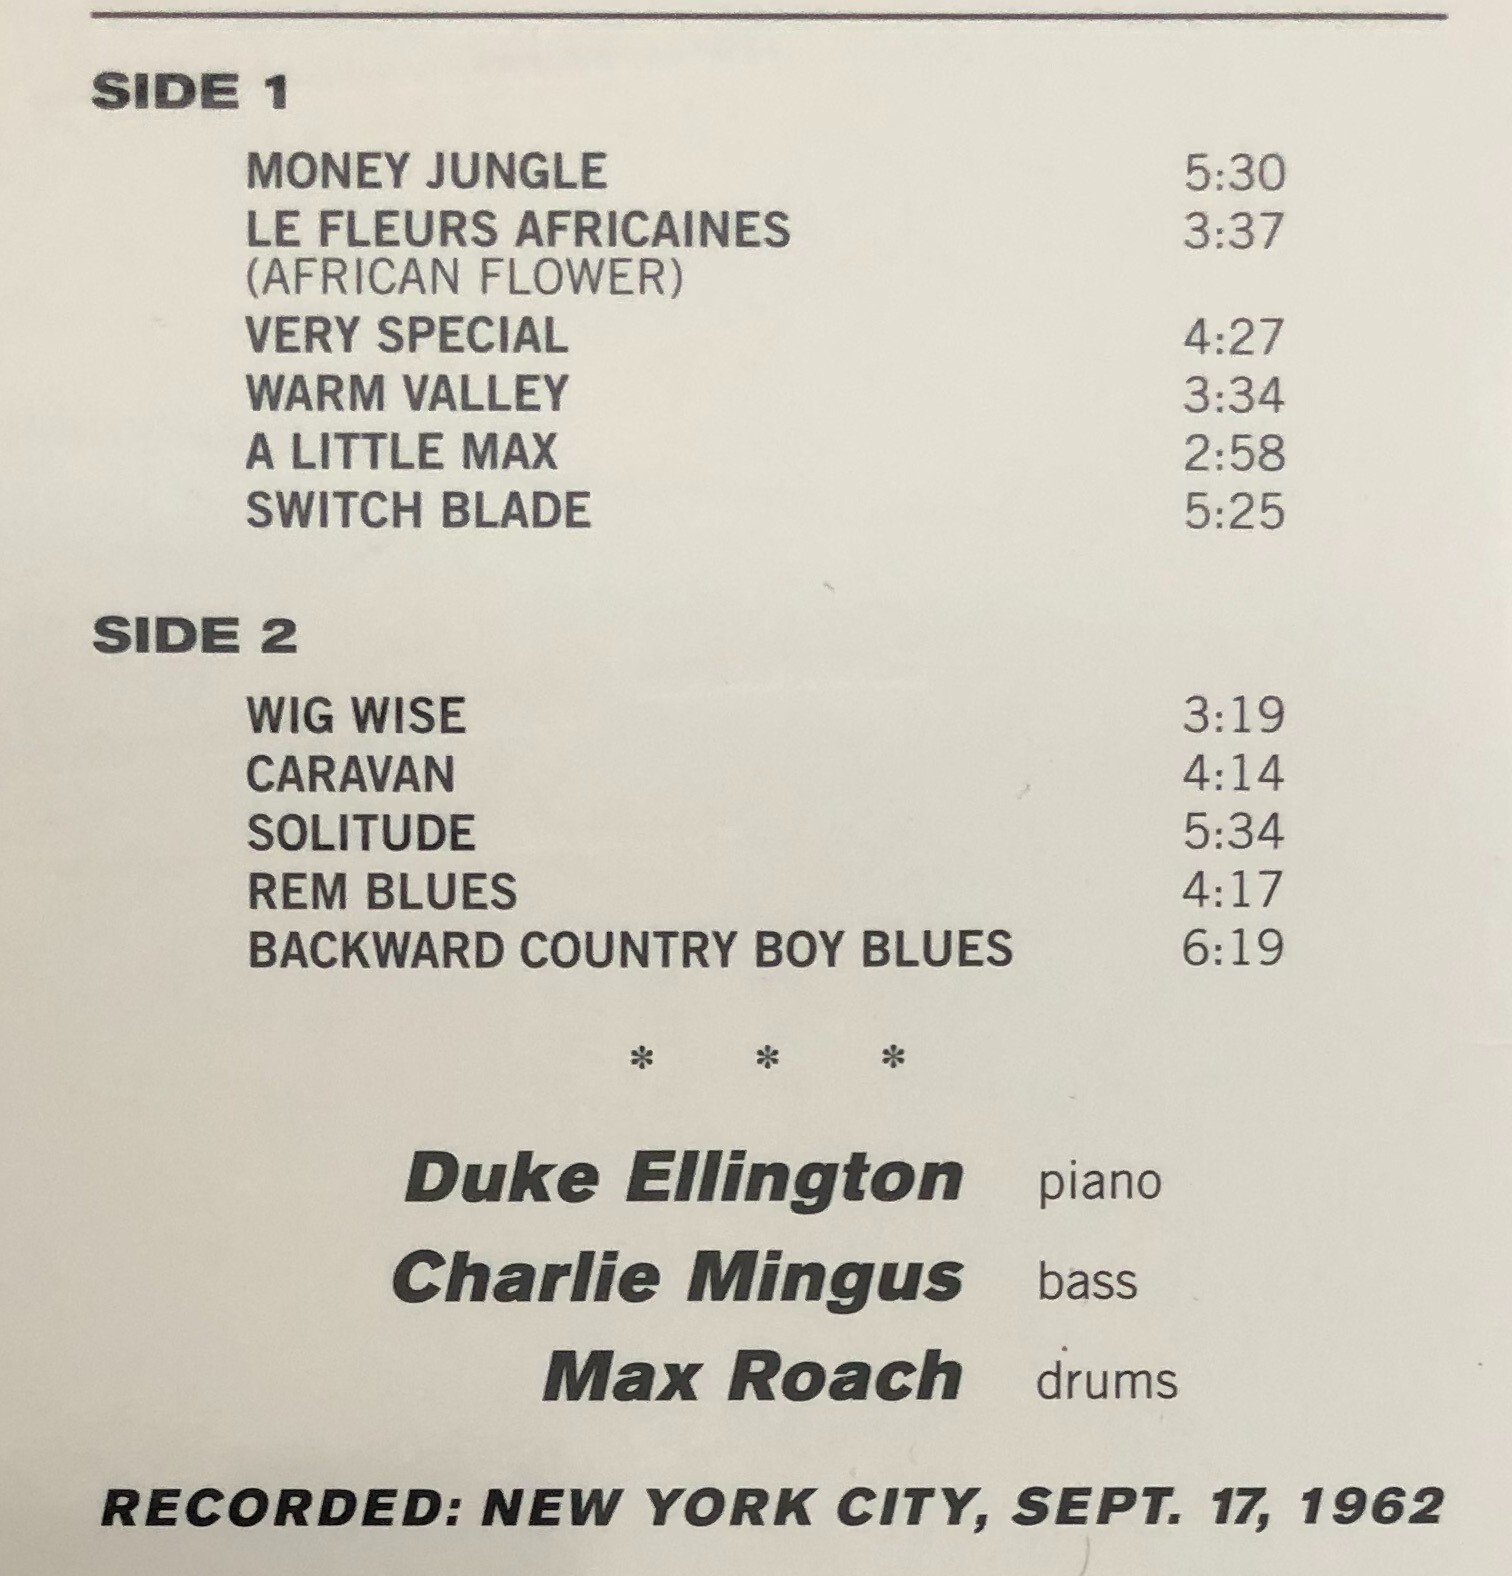 SIDE 1
MONEY JUNGLE 5:30
LE FLEURS AFRICAINES 3:37
(AFRICAN FLOWER)
VERY SPECIAL 4:27
WARM VALLEY 3:34
A LITTLE MAX 2:58
SWITCH BLADE 5:25
SIDE 2
WIG WISE 3:19
CARAVAN 4:14
SOLITUDE 5:34
REM BLUES 4:17
BACKWARD COUNTRY BOY BLUES 6:19
* * *
Duke Ellington piano
Charlie Mingus bass
Max Roach drums
RECORDED: NEW YORK CITY, SEPT. 17, 1962